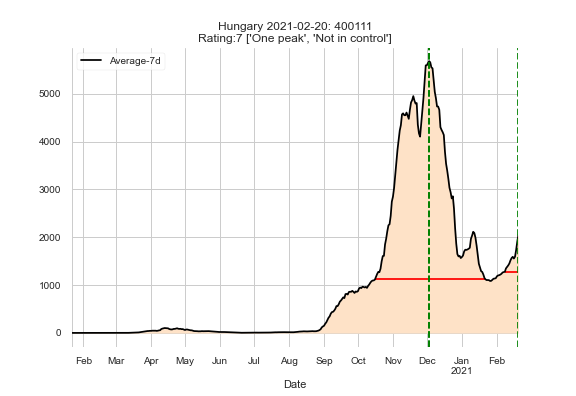 Hungary 2021-02-20: 400111
Rating:7 ['One peak', 'Not in control']
Average-7d
5000
4000
3000
2000
1000
0
Feb Mar Apr May Jun Jul Aug Sep Oct Nov Dec Jan Feb
2021
Date